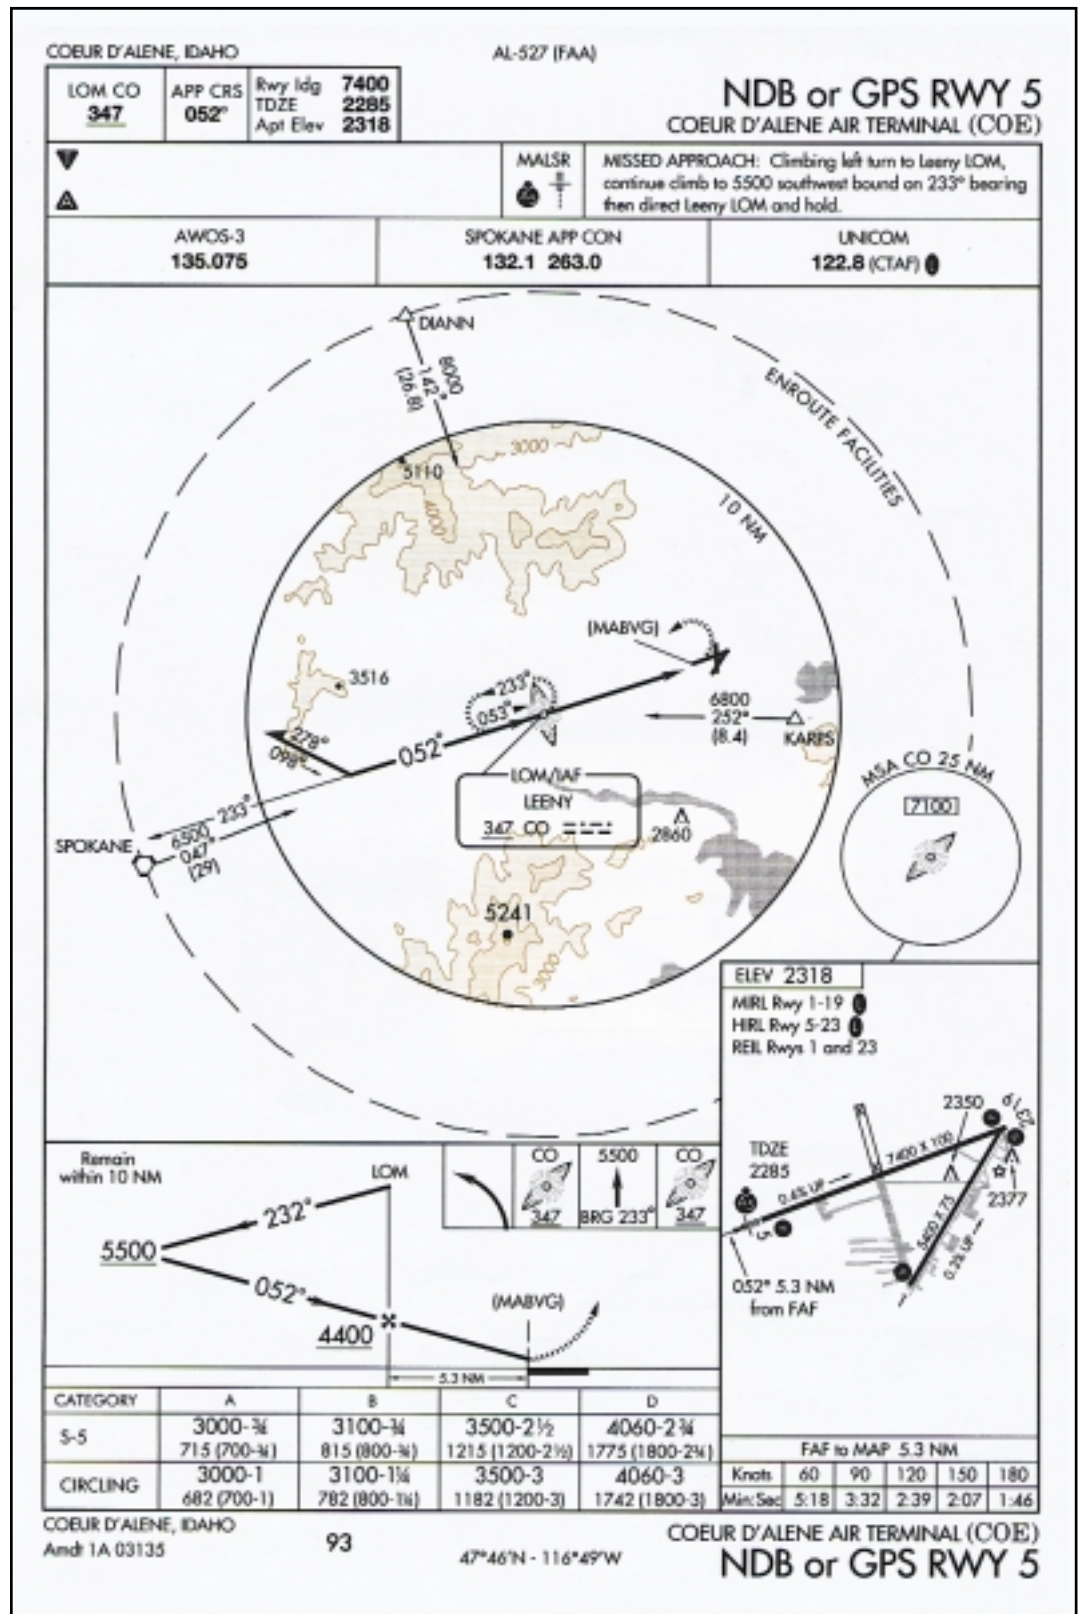 COEUR D'ALENE, IDAHO
AL-527 (FAA)
LOM CO
347
APP CRS
052°
Rwy ldg 7400
TDZE 2285
Apt Elev 2318
NDB or GPS RWY 5
COEUR D'ALENE AIR TERMINAL (COE)
MALSR
MISSED APPROACH: Climbing left turn to Leeny LOM,
continue climb to 5500 southwest bound on 233° bearing
then direct Leeny LOM and hold.
AWOS-3
135.075
SPOKANE APP CON
132.1 263.0
UNICOM
122.8 (CTAF) L
DIANN
8000
142°
(26.8)
ENROUTE FACILITIES
3000
5110
4000
10 NM
(MABVG)
3516
233°
053°
6800
252°
(8.4)
KARPS
278°
098°
052°
LOM/IAF
LEENY
347 CO
2860
MSA CO 25 NM
7100
233°
SPOKANE
6500
047°
(29)
5241
3000
ELEV 2318
MIRL Rwy 1-19 L
HIRL Rwy 5-23 L
REIL Rwys 1 and 23
2350
23
19
7400 X 100
TDZE
2285
0.4% UP
2377
5
5400 X 75
0.2% UP
052° 5.3 NM
from FAF
Remain
within 10 NM
LOM
CO
347
5500
BRG 233°
CO
347
232°
5500
052°
(MABVG)
4400
5.3 NM
CATEGORY A B C D
S-5 3000-¾ 3100-¾ 3500-2½ 4060-2¾
715 (700-¾) 815 (800-¾) 1215 (1200-2½) 1775 (1800-2¾)
CIRCLING 3000-1 3100-1¼ 3500-3 4060-3
682 (700-1) 782 (800-1¼) 1182 (1200-3) 1742 (1800-3)
FAF to MAP 5.3 NM
Knots 60 90 120 150 180
Min:Sec 5:18 3:32 2:39 2:07 1:46
COEUR D'ALENE, IDAHO
Amdt 1A 03135
93
47°46'N - 116°49'W
COEUR D'ALENE AIR TERMINAL (COE)
NDB or GPS RWY 5